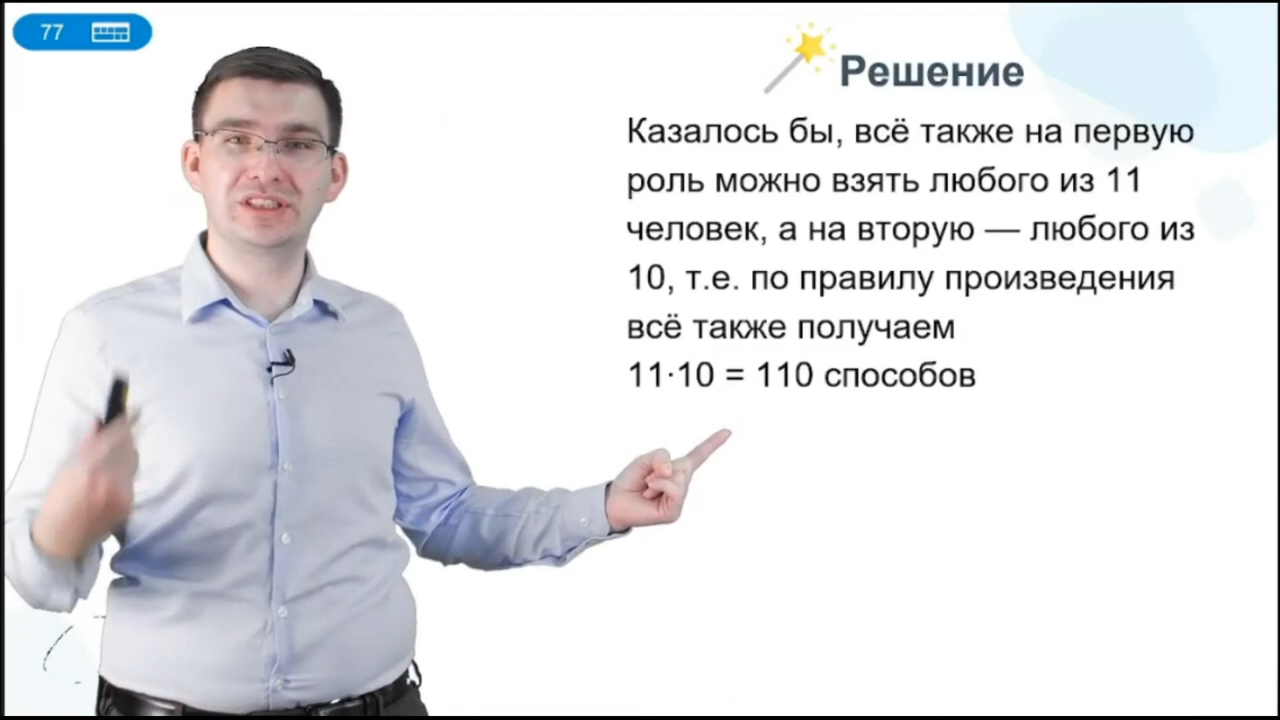 77
Решение
Казалось бы, всё также на первую
роль можно взять любого из 11
человек, а на вторую — любого из
10, т.е. по правилу произведения
всё также получаем
11·10 = 110 способов